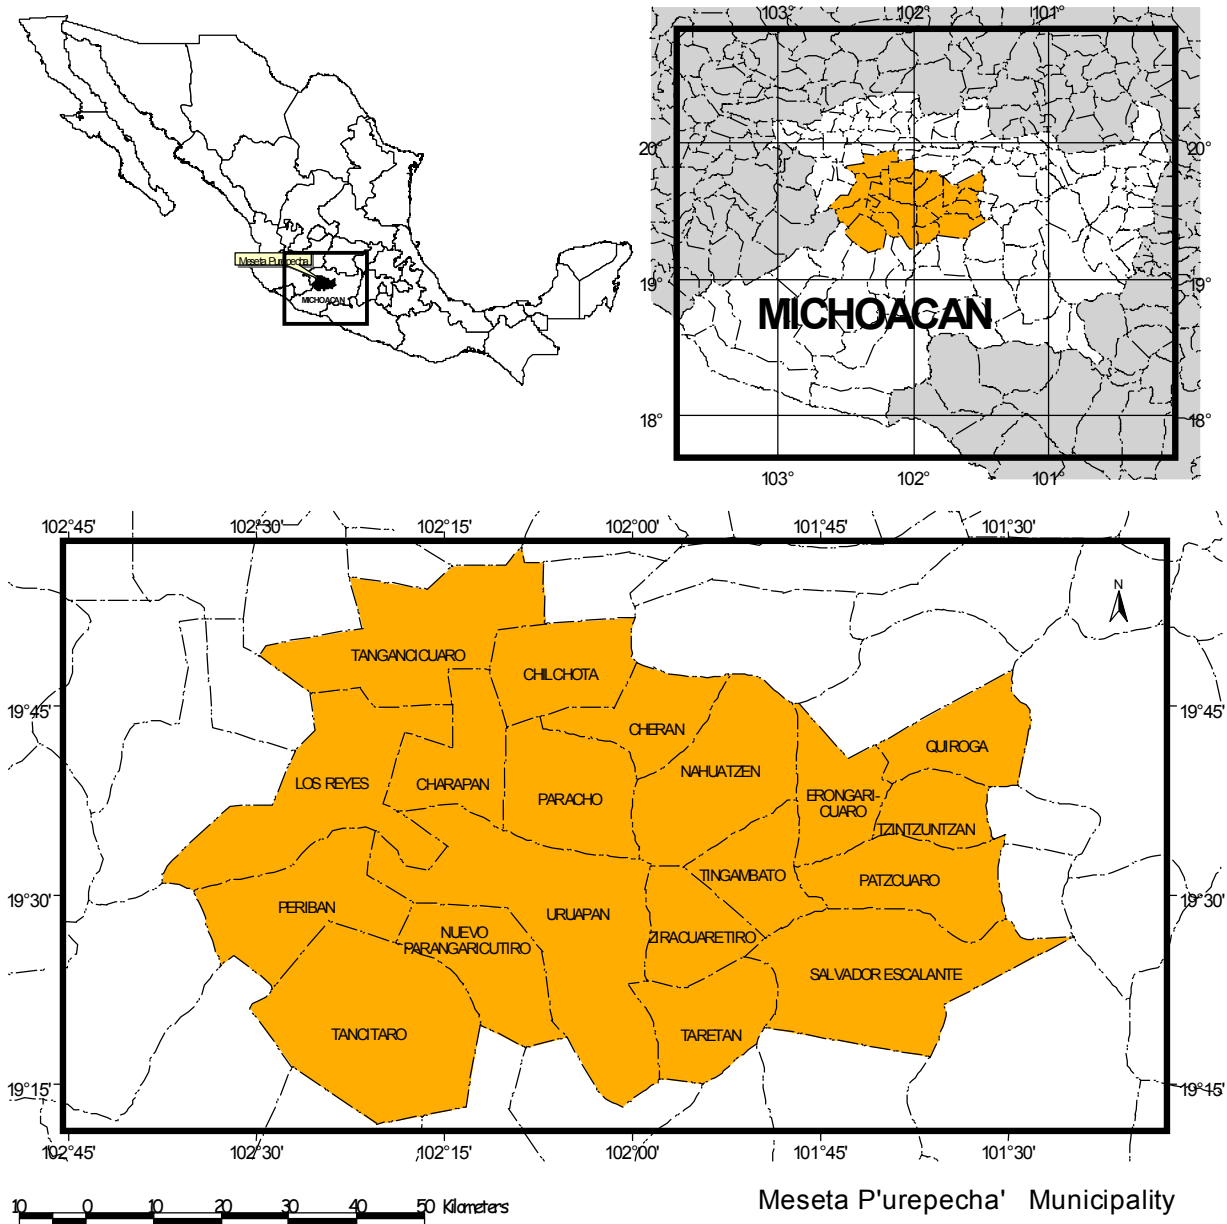 103° 102° 101°
20° 20°
Meseta P'urepecha
MICHOACAN
19° 19°
MICHOACAN
18° 18°
103° 102° 101°
102°45' 102°30' 102°15' 102°00' 101°45' 101°30'
N
TANGANCICUARO
CHILCHOTA
19°45' 19°45'
CHERAN
QUIROGA
NAHUATZEN
LOS REYES
CHARAPAN
PARACHO
ERONGARI-
CUARO
TZINTZUNTZAN
TINGAMBATO
PATZCUARO
19°30' 19°30'
PERIBAN
URUAPAN
NUEVO
PARANGARICUTIRO
ZIRACUARETIRO
SALVADOR ESCALANTE
TANCITARO
TARETAN
19°15' 19°15'
102°45' 102°30' 102°15' 102°00' 101°45' 101°30'
10 0 10 20 30 40 50 Kilometers
Meseta P'urepecha' Municipality